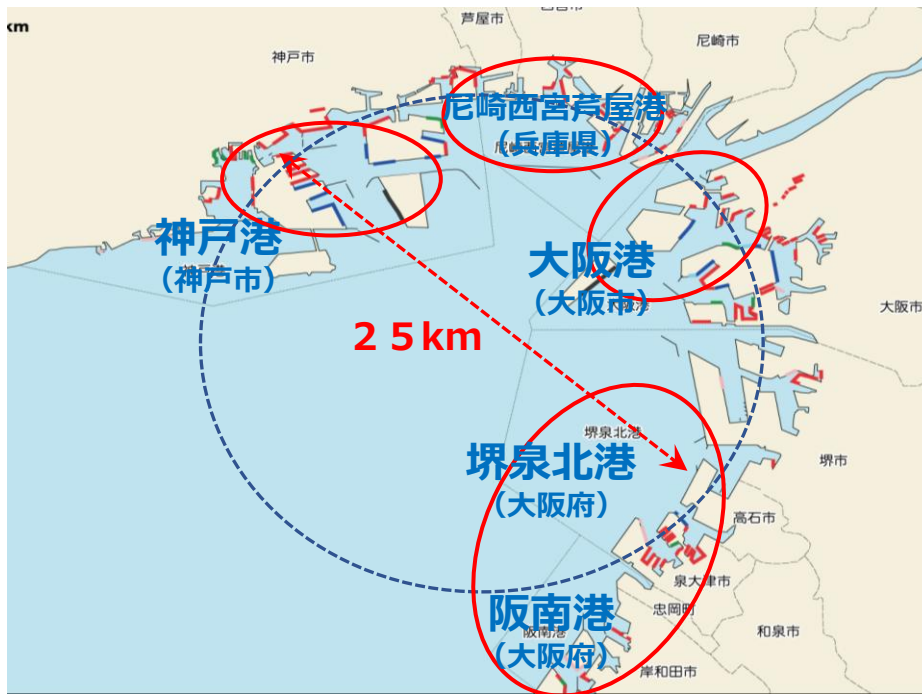 km
芦屋市
尼崎市
神戸市
尼崎西宮芦屋港
（兵庫県）
神戸港
（神戸市）
大阪港
（大阪市）
大阪市
２５km
堺泉北港
堺泉北港
（大阪府）
堺市
高石市
泉大津市
忠岡町
阪南港
阪南港
（大阪府）
和泉市
岸和田市